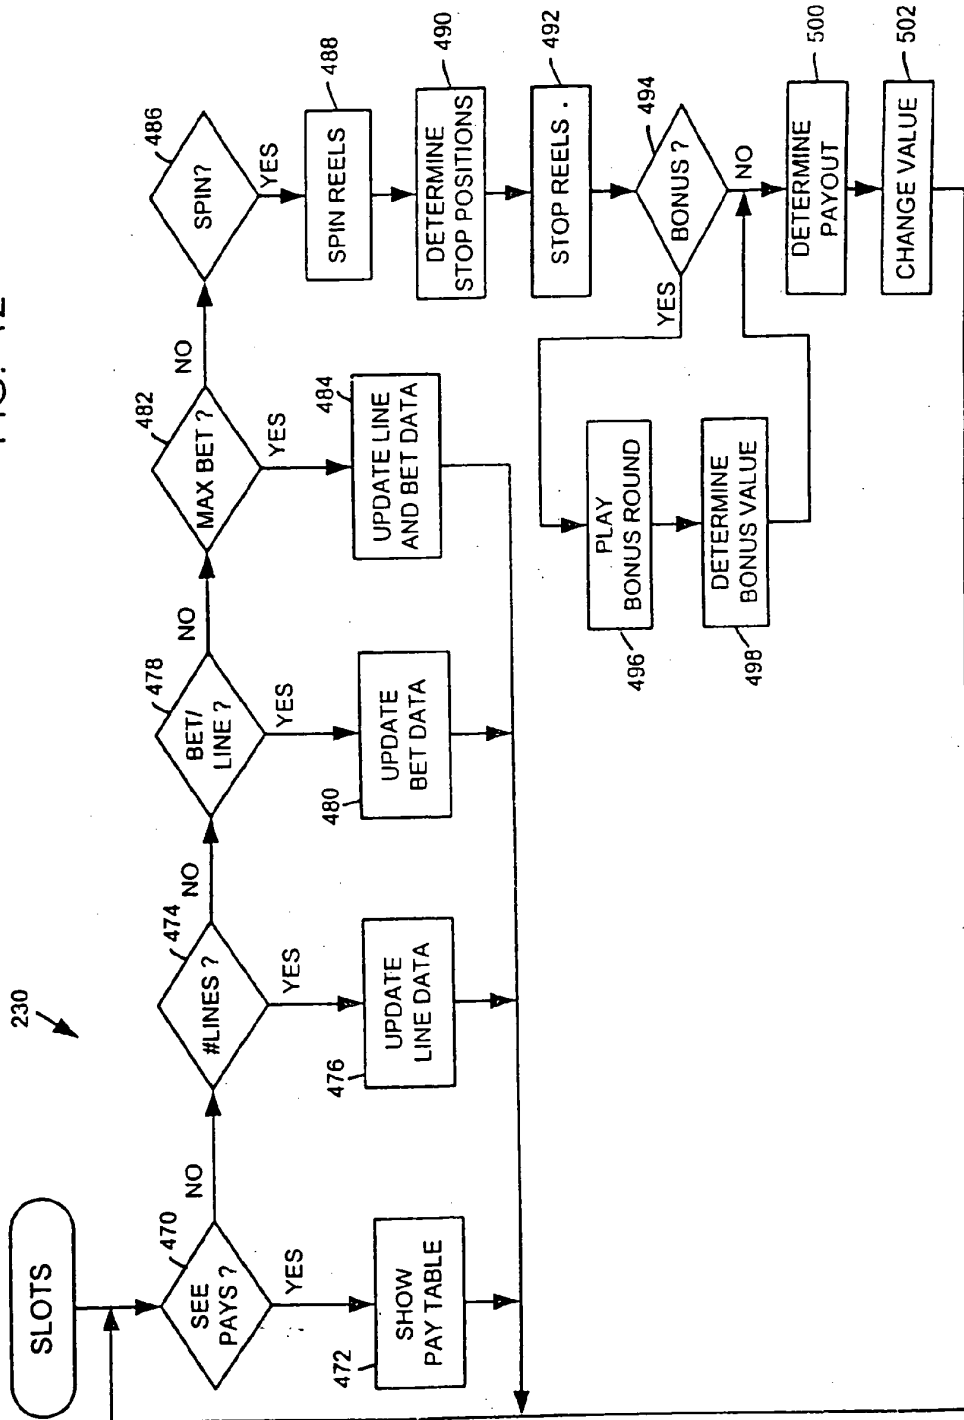 230
SLOTS
470
SEE
PAYS ?
YES
NO
472
SHOW
PAY TABLE
474
#LINES ?
YES
NO
476
UPDATE
LINE DATA
478
BET/
LINE ?
YES
NO
480
UPDATE
BET DATA
482
MAX BET ?
YES
NO
484
UPDATE LINE
AND BET DATA
486
SPIN?
YES
488
SPIN REELS
490
DETERMINE
STOP POSITIONS
492
STOP REELS .
494
BONUS ?
YES
NO
496
PLAY
BONUS ROUND
498
DETERMINE
BONUS VALUE
500
DETERMINE
PAYOUT
502
CHANGE VALUE